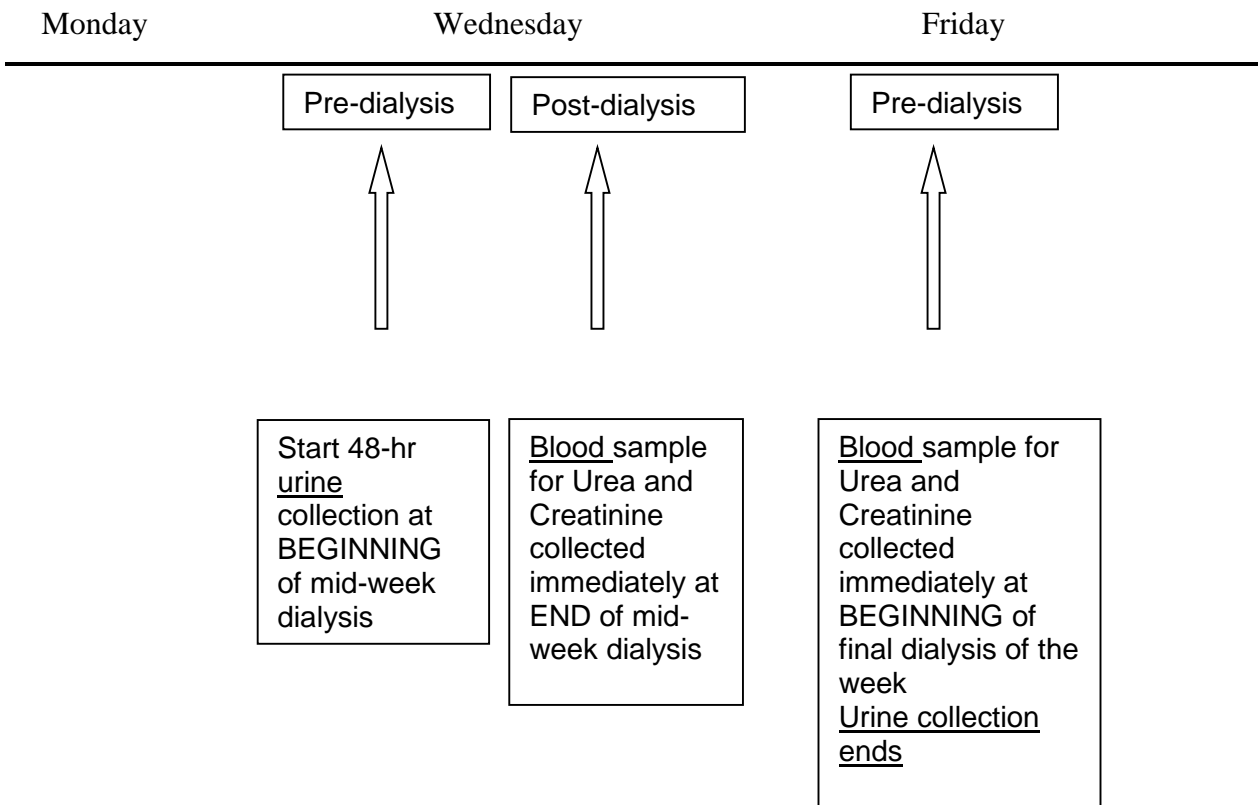 Monday Wednesday Friday
Pre-dialysis Post-dialysis Pre-dialysis
Start 48-hr
urine
collection at
BEGINNING
of mid-week
dialysis
Blood sample
for Urea and
Creatinine
collected
immediately at
END of mid-
week dialysis
Blood sample for
Urea and
Creatinine
collected
immediately at
BEGINNING of
final dialysis of the
week
Urine collection
ends